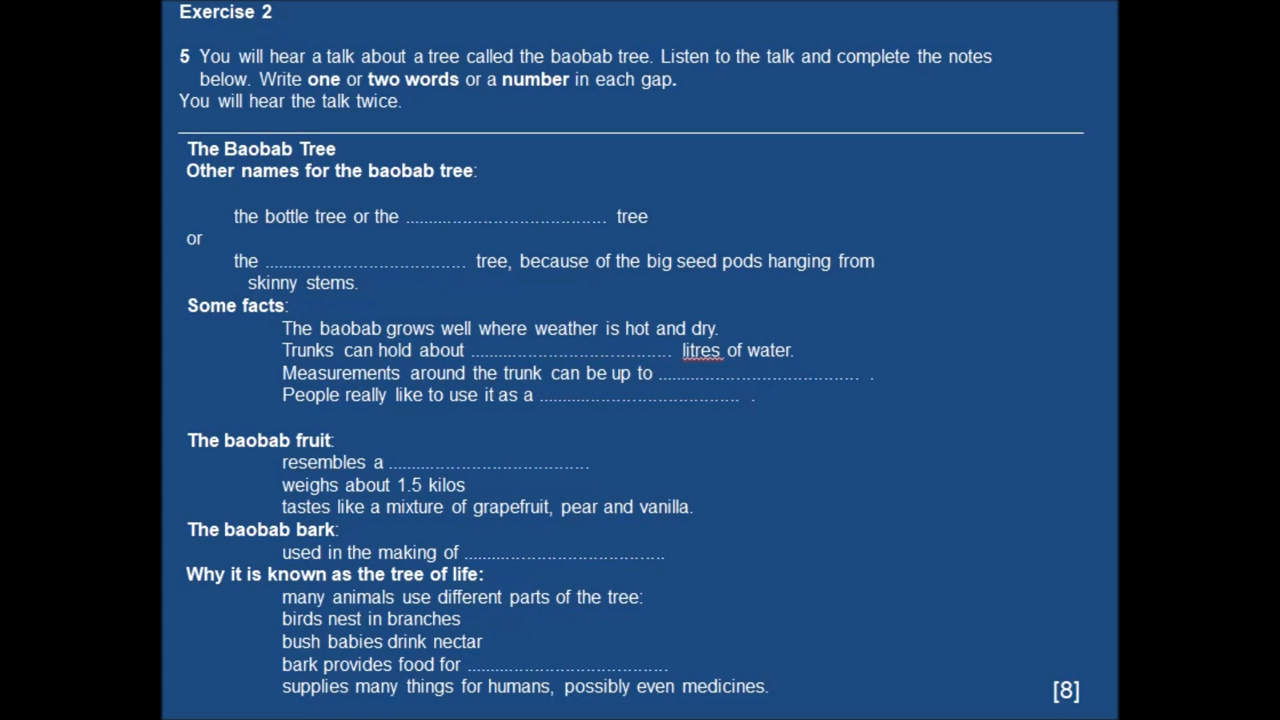 Exercise 2
5 You will hear a talk about a tree called the baobab tree. Listen to the talk and complete the notes
below. Write one or two words or a number in each gap.
You will hear the talk twice.
The Baobab Tree
Other names for the baobab tree:
the bottle tree or the ........................................ tree
or
the ........................................ tree, because of the big seed pods hanging from
skinny stems.
Some facts:
The baobab grows well where weather is hot and dry.
Trunks can hold about ........................................ litres of water.
Measurements around the trunk can be up to ........................................ .
People really like to use it as a ........................................ .
The baobab fruit:
resembles a ........................................
weighs about 1.5 kilos
tastes like a mixture of grapefruit, pear and vanilla.
The baobab bark:
used in the making of ........................................
Why it is known as the tree of life:
many animals use different parts of the tree:
birds nest in branches
bush babies drink nectar
bark provides food for ........................................
supplies many things for humans, possibly even medicines.
[8]